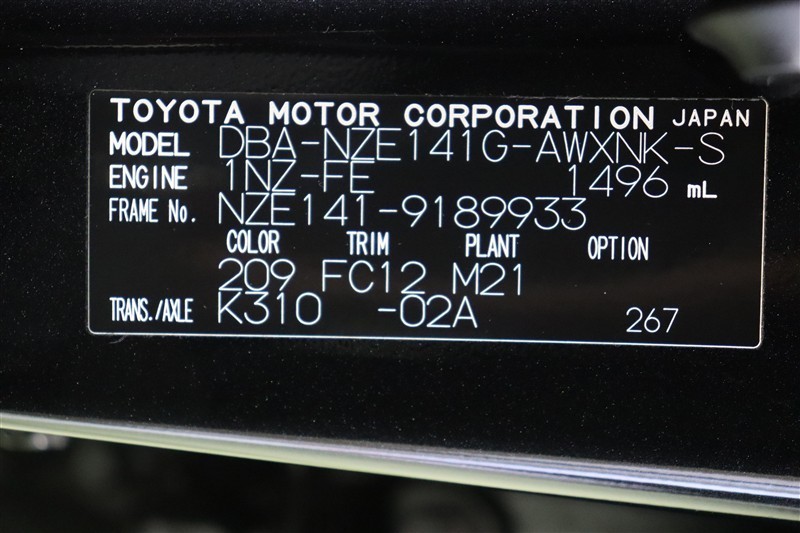 TOYOTA MOTOR CORPORATION JAPAN
MODEL DBA-NZE141G-AWXNK-S
ENGINE 1NZ-FE 1496 mL
FRAME No. NZE141-9189933
COLOR TRIM PLANT OPTION
209 FC12 M21
TRANS./AXLE K310 -02A 267